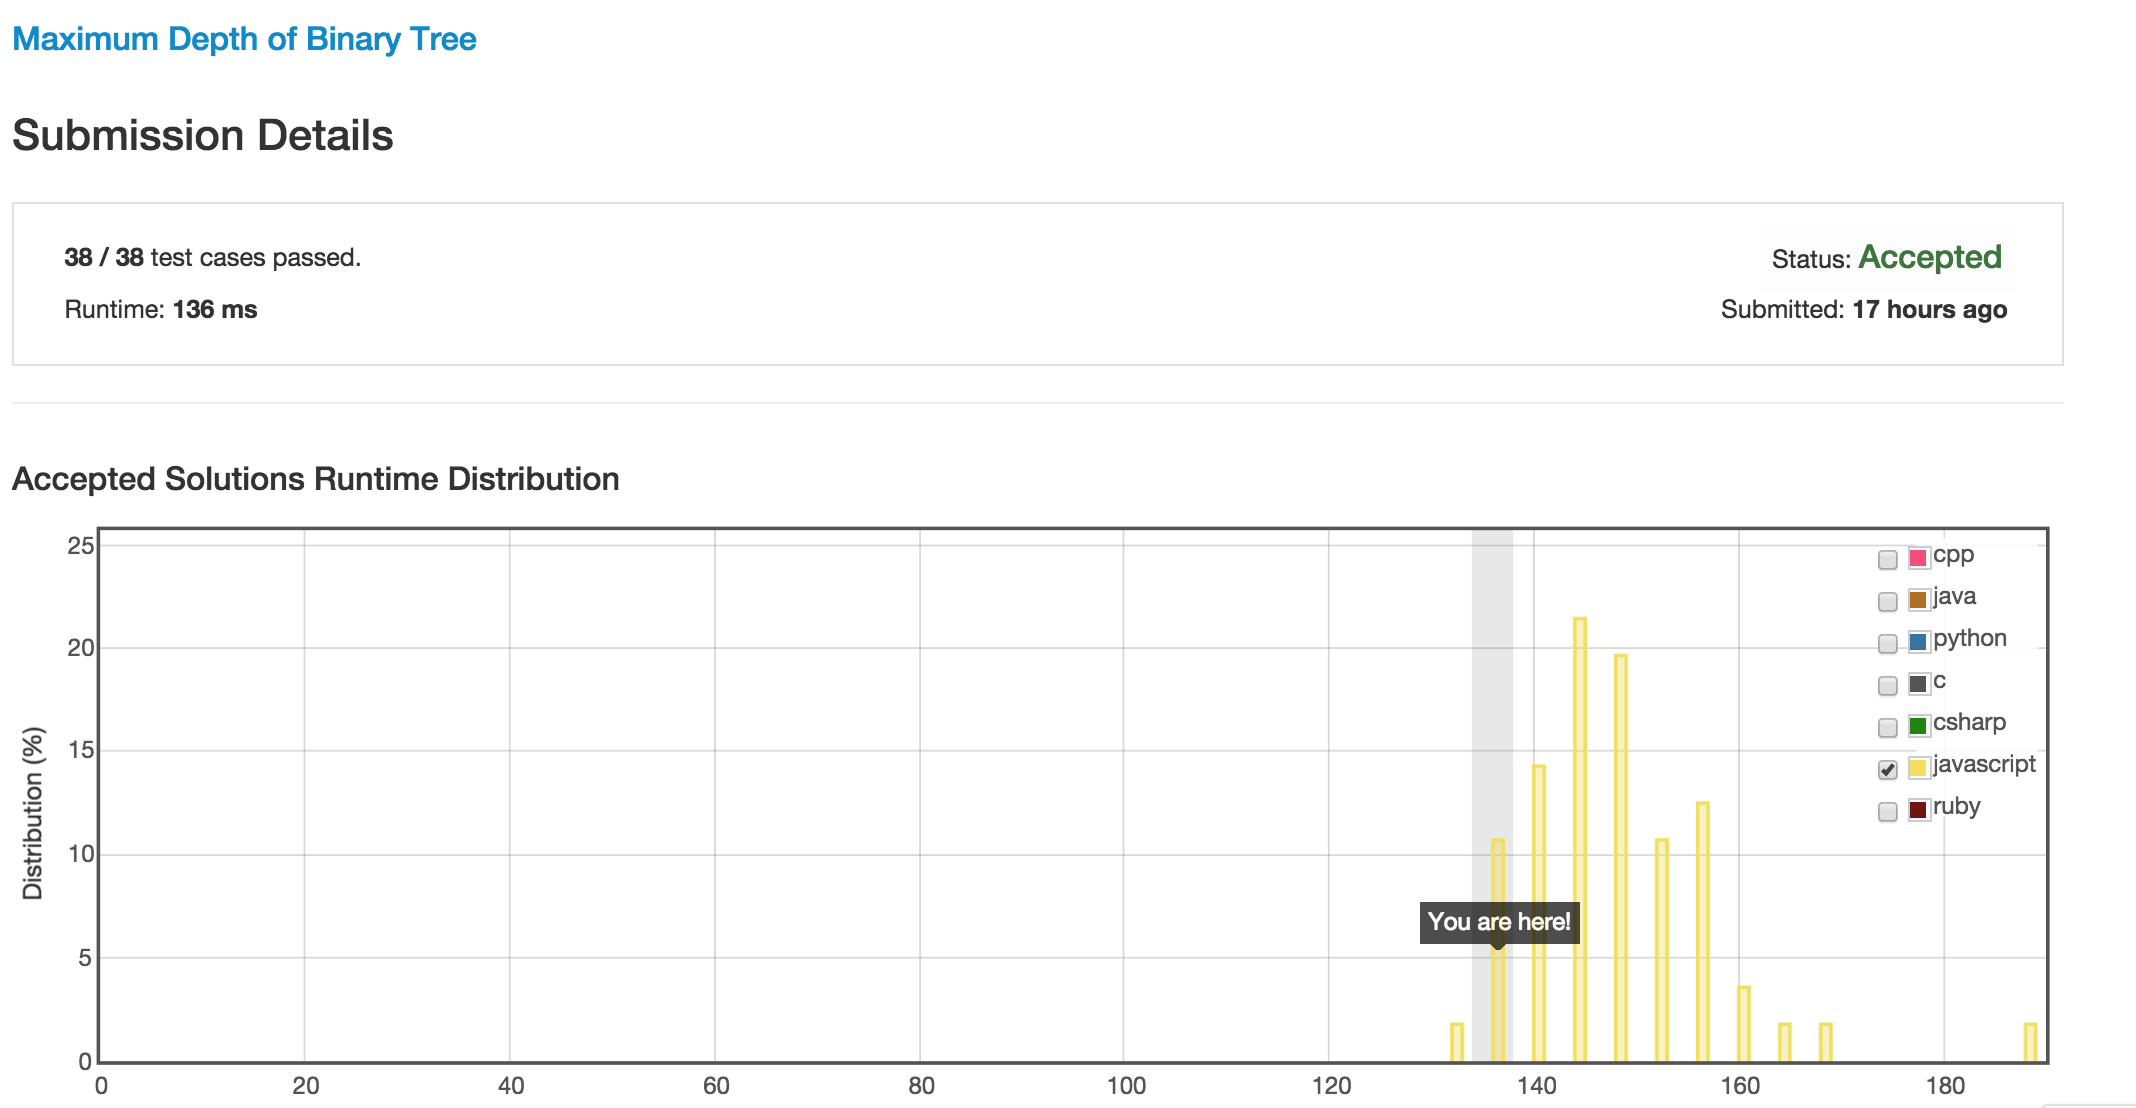 Maximum Depth of Binary Tree
Submission Details
38 / 38 test cases passed.
Status: Accepted
Runtime: 136 ms
Submitted: 17 hours ago
Accepted Solutions Runtime Distribution
Distribution (%)
25
20
15
10
5
0
cpp
java
python
c
csharp
javascript
ruby
You are here!
0 20 40 60 80 100 120 140 160 180